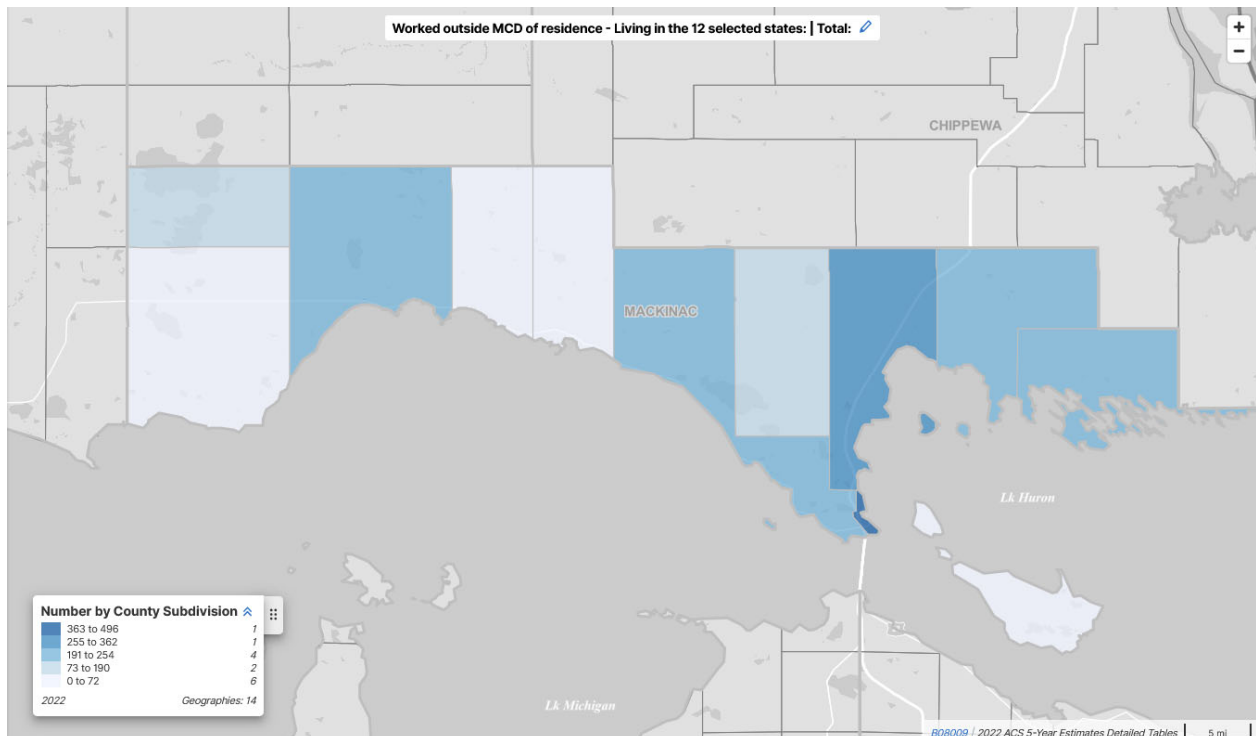 Worked outside MCD of residence - Living in the 12 selected states: | Total:
+
−
CHIPPEWA
MACKINAC
Lk Huron
Number by County Subdivision
363 to 496 1
255 to 362 1
191 to 254 4
73 to 190 2
0 to 72 6
2022 Geographies: 14
Lk Michigan
B08009 | 2022 ACS 5-Year Estimates Detailed Tables
5 mi